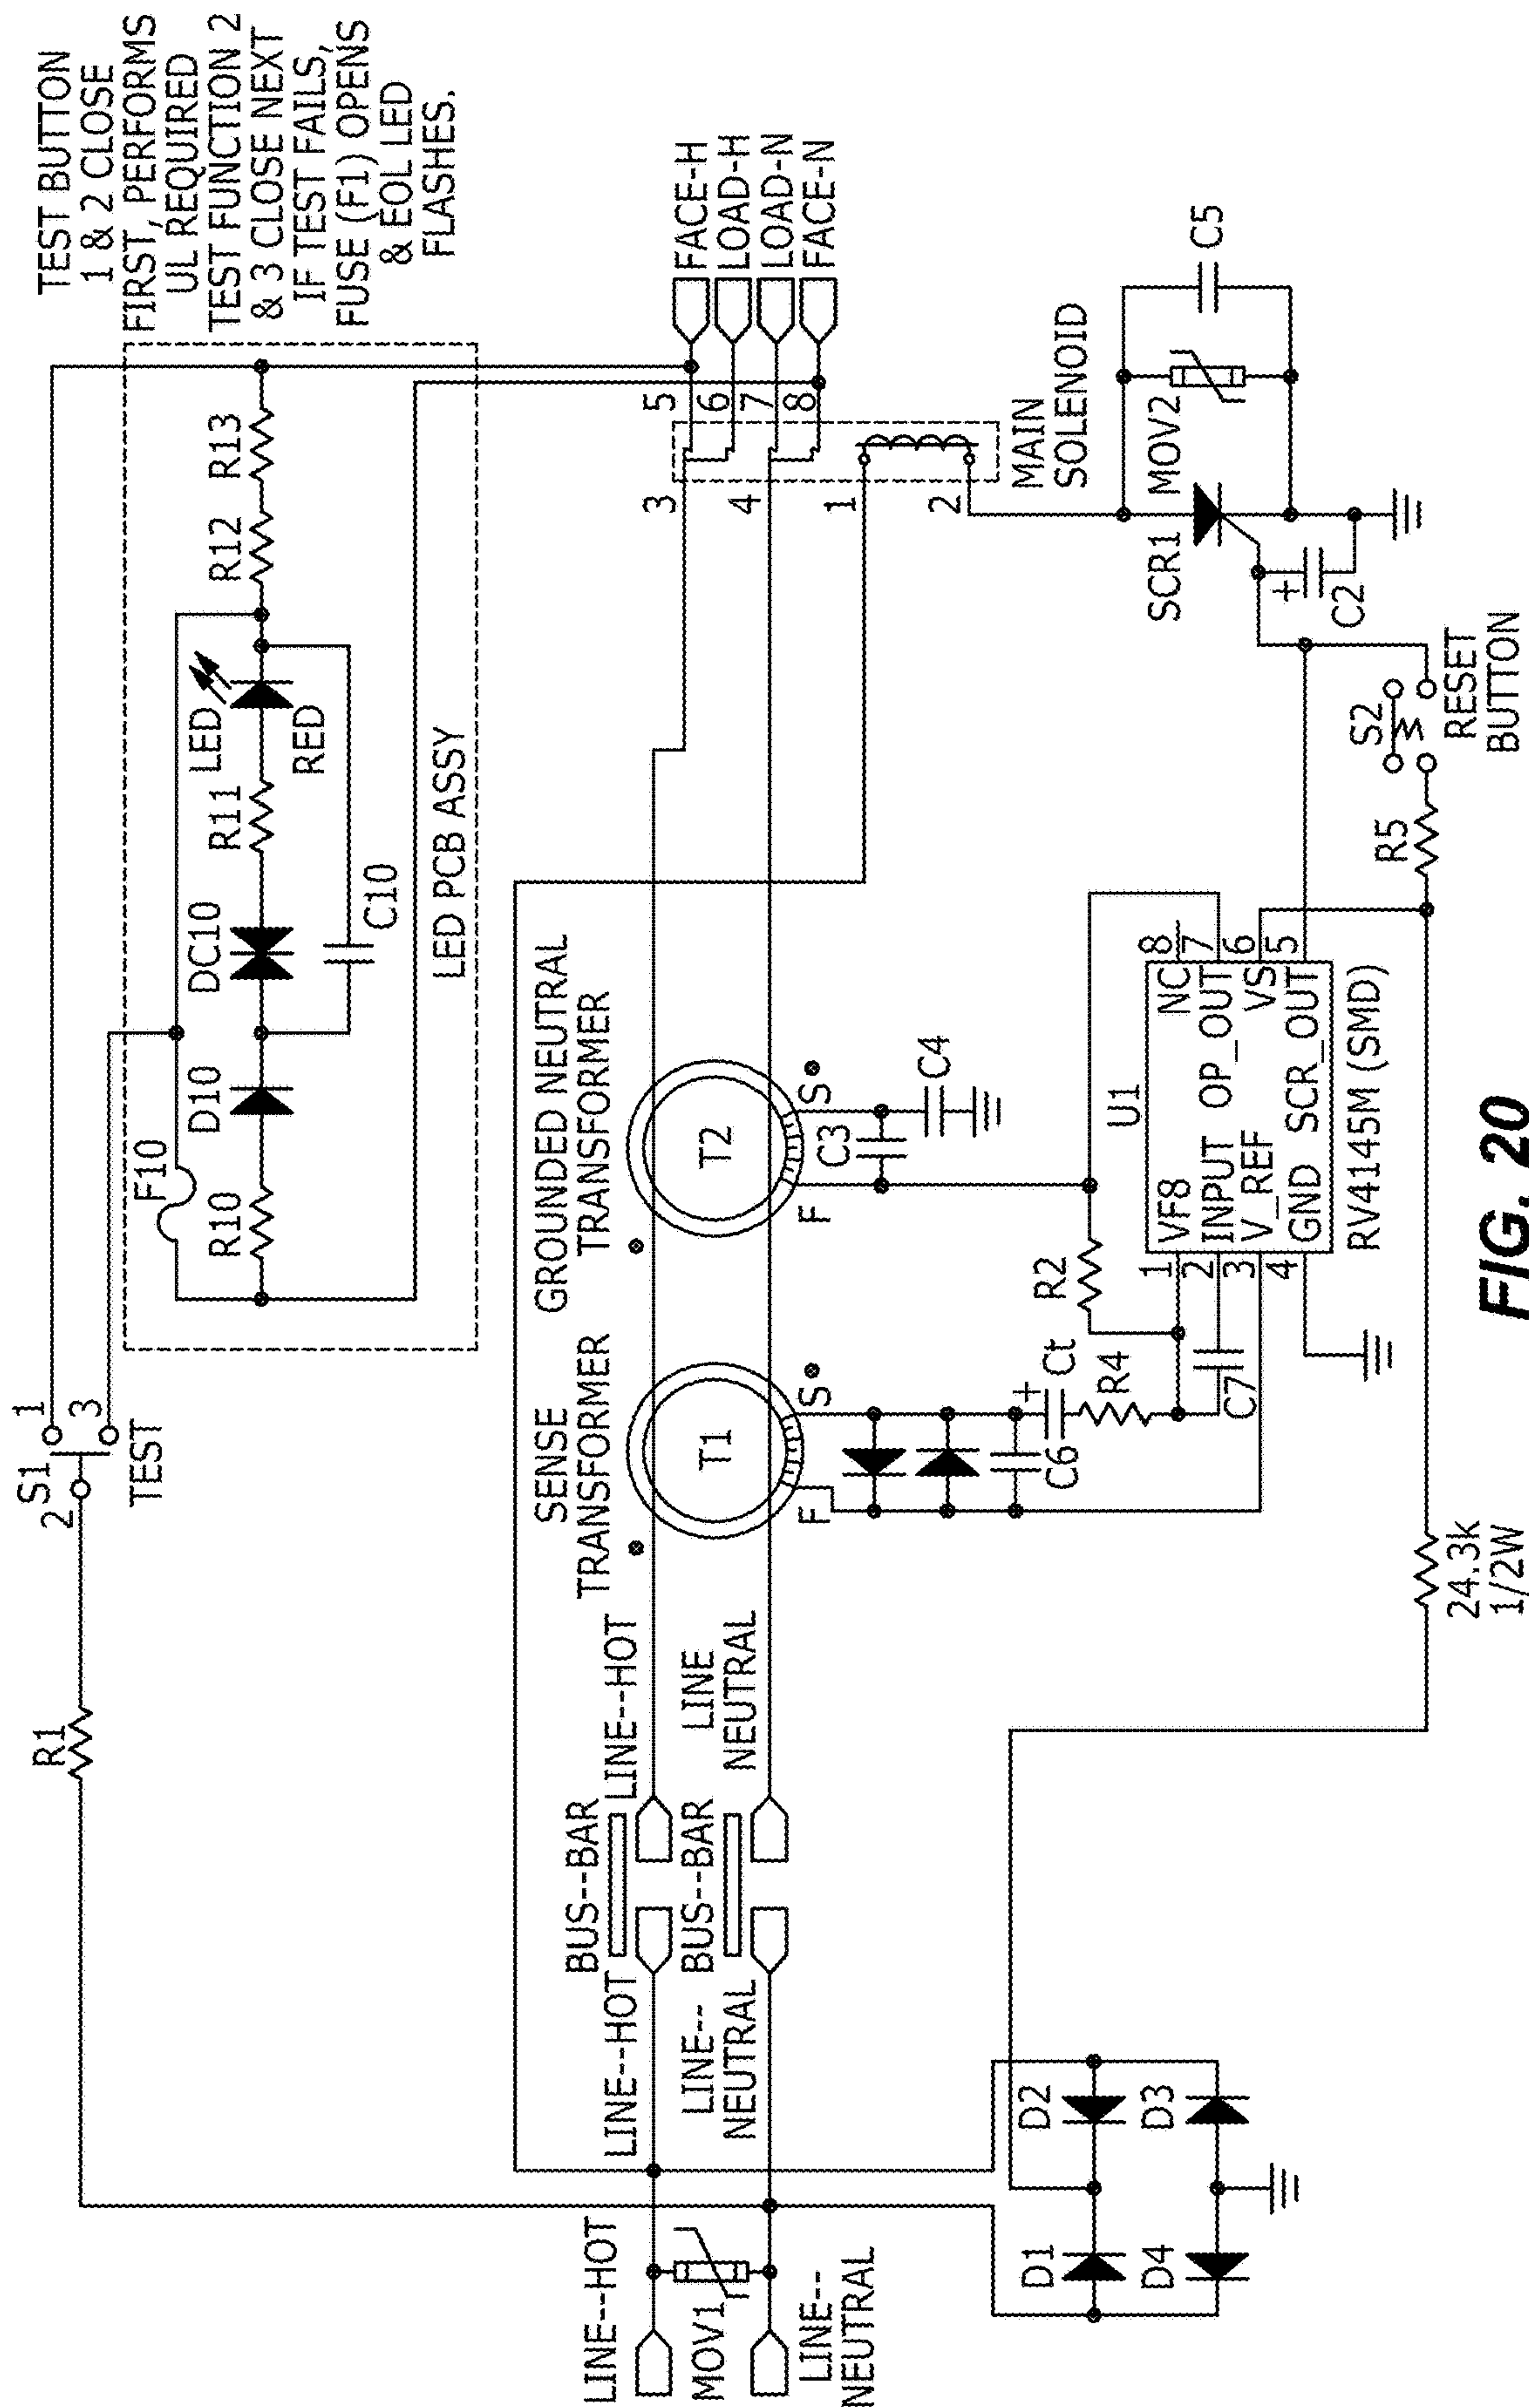 TEST BUTTON
1 & 2 CLOSE
FIRST, PERFORMS
UL REQUIRED
TEST FUNCTION 2
& 3 CLOSE NEXT
IF TEST FAILS,
FUSE (F1) OPENS
& EOL LED
FLASHES.
R1
S1
2
1
3
TEST
F10
R10
D10
DC10
R11
LED
RED
R12
R13
C10
LED PCB ASSY
LINE--HOT
MOV1
LINE--
NEUTRAL
LINE--HOT
LINE--
NEUTRAL
BUS--BAR
BUS--BAR
LINE--HOT
LINE
NEUTRAL
SENSE
TRANSFORMER
T1
F
S
GROUNDED NEUTRAL
TRANSFORMER
T2
F
S
3
4
1
2
5
6
7
8
FACE-H
LOAD-H
LOAD-N
FACE-N
MAIN
SOLENOID
C3
C4
C6
+
Ct
R4
R2
C7
U1
1
2
3
4
VF8
INPUT
V_REF
GND
NC
OP_OUT
VS
SCR_OUT
8
7
6
5
RV4145M (SMD)
SCR1
MOV2
C5
+
C2
S2
R5
RESET
BUTTON
24.3k
1/2W
D1
D2
D4
D3
FIG. 20